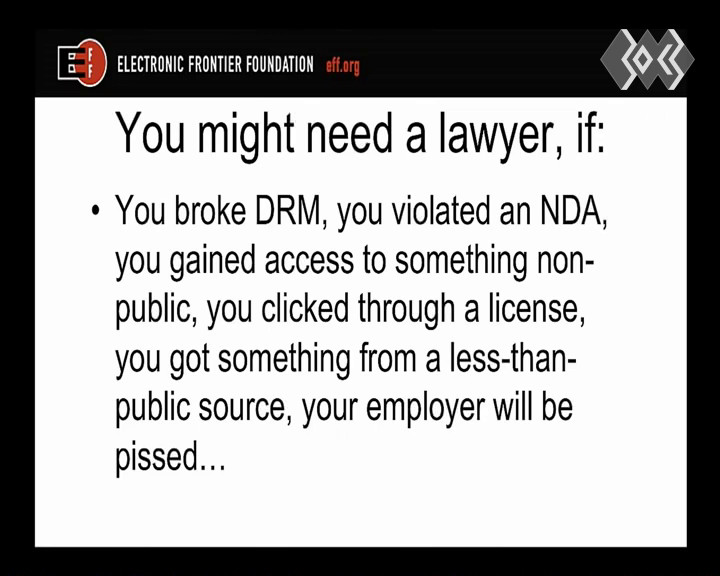 EFF
ELECTRONIC FRONTIER FOUNDATION eff.org
You might need a lawyer, if:
• You broke DRM, you violated an NDA,
you gained access to something non-
public, you clicked through a license,
you got something from a less-than-
public source, your employer will be
pissed…